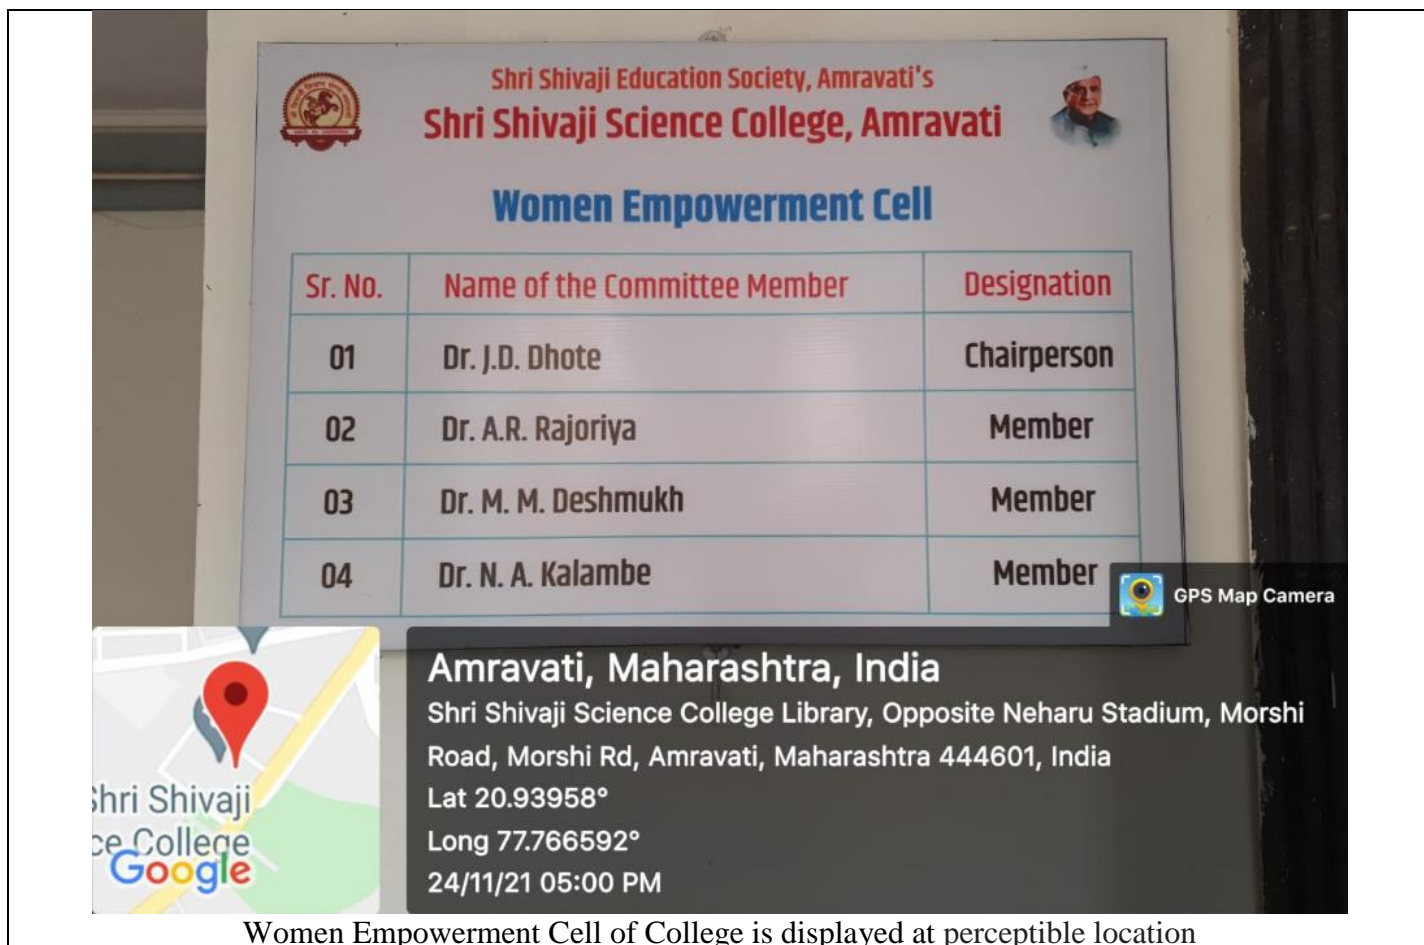 Shri Shivaji Education Society, Amravati's
Shri Shivaji Science College, Amravati
Women Empowerment Cell
Sr. No. Name of the Committee Member Designation
01 Dr. J.D. Dhote Chairperson
02 Dr. A.R. Rajoriya Member
03 Dr. M. M. Deshmukh Member
04 Dr. N. A. Kalambe Member
GPS Map Camera
Amravati, Maharashtra, India
Shri Shivaji Science College Library, Opposite Neharu Stadium, Morshi
Road, Morshi Rd, Amravati, Maharashtra 444601, India
Lat 20.93958°
Long 77.766592°
24/11/21 05:00 PM
Shri Shivaji
ce College
Google
Women Empowerment Cell of College is displayed at perceptible location